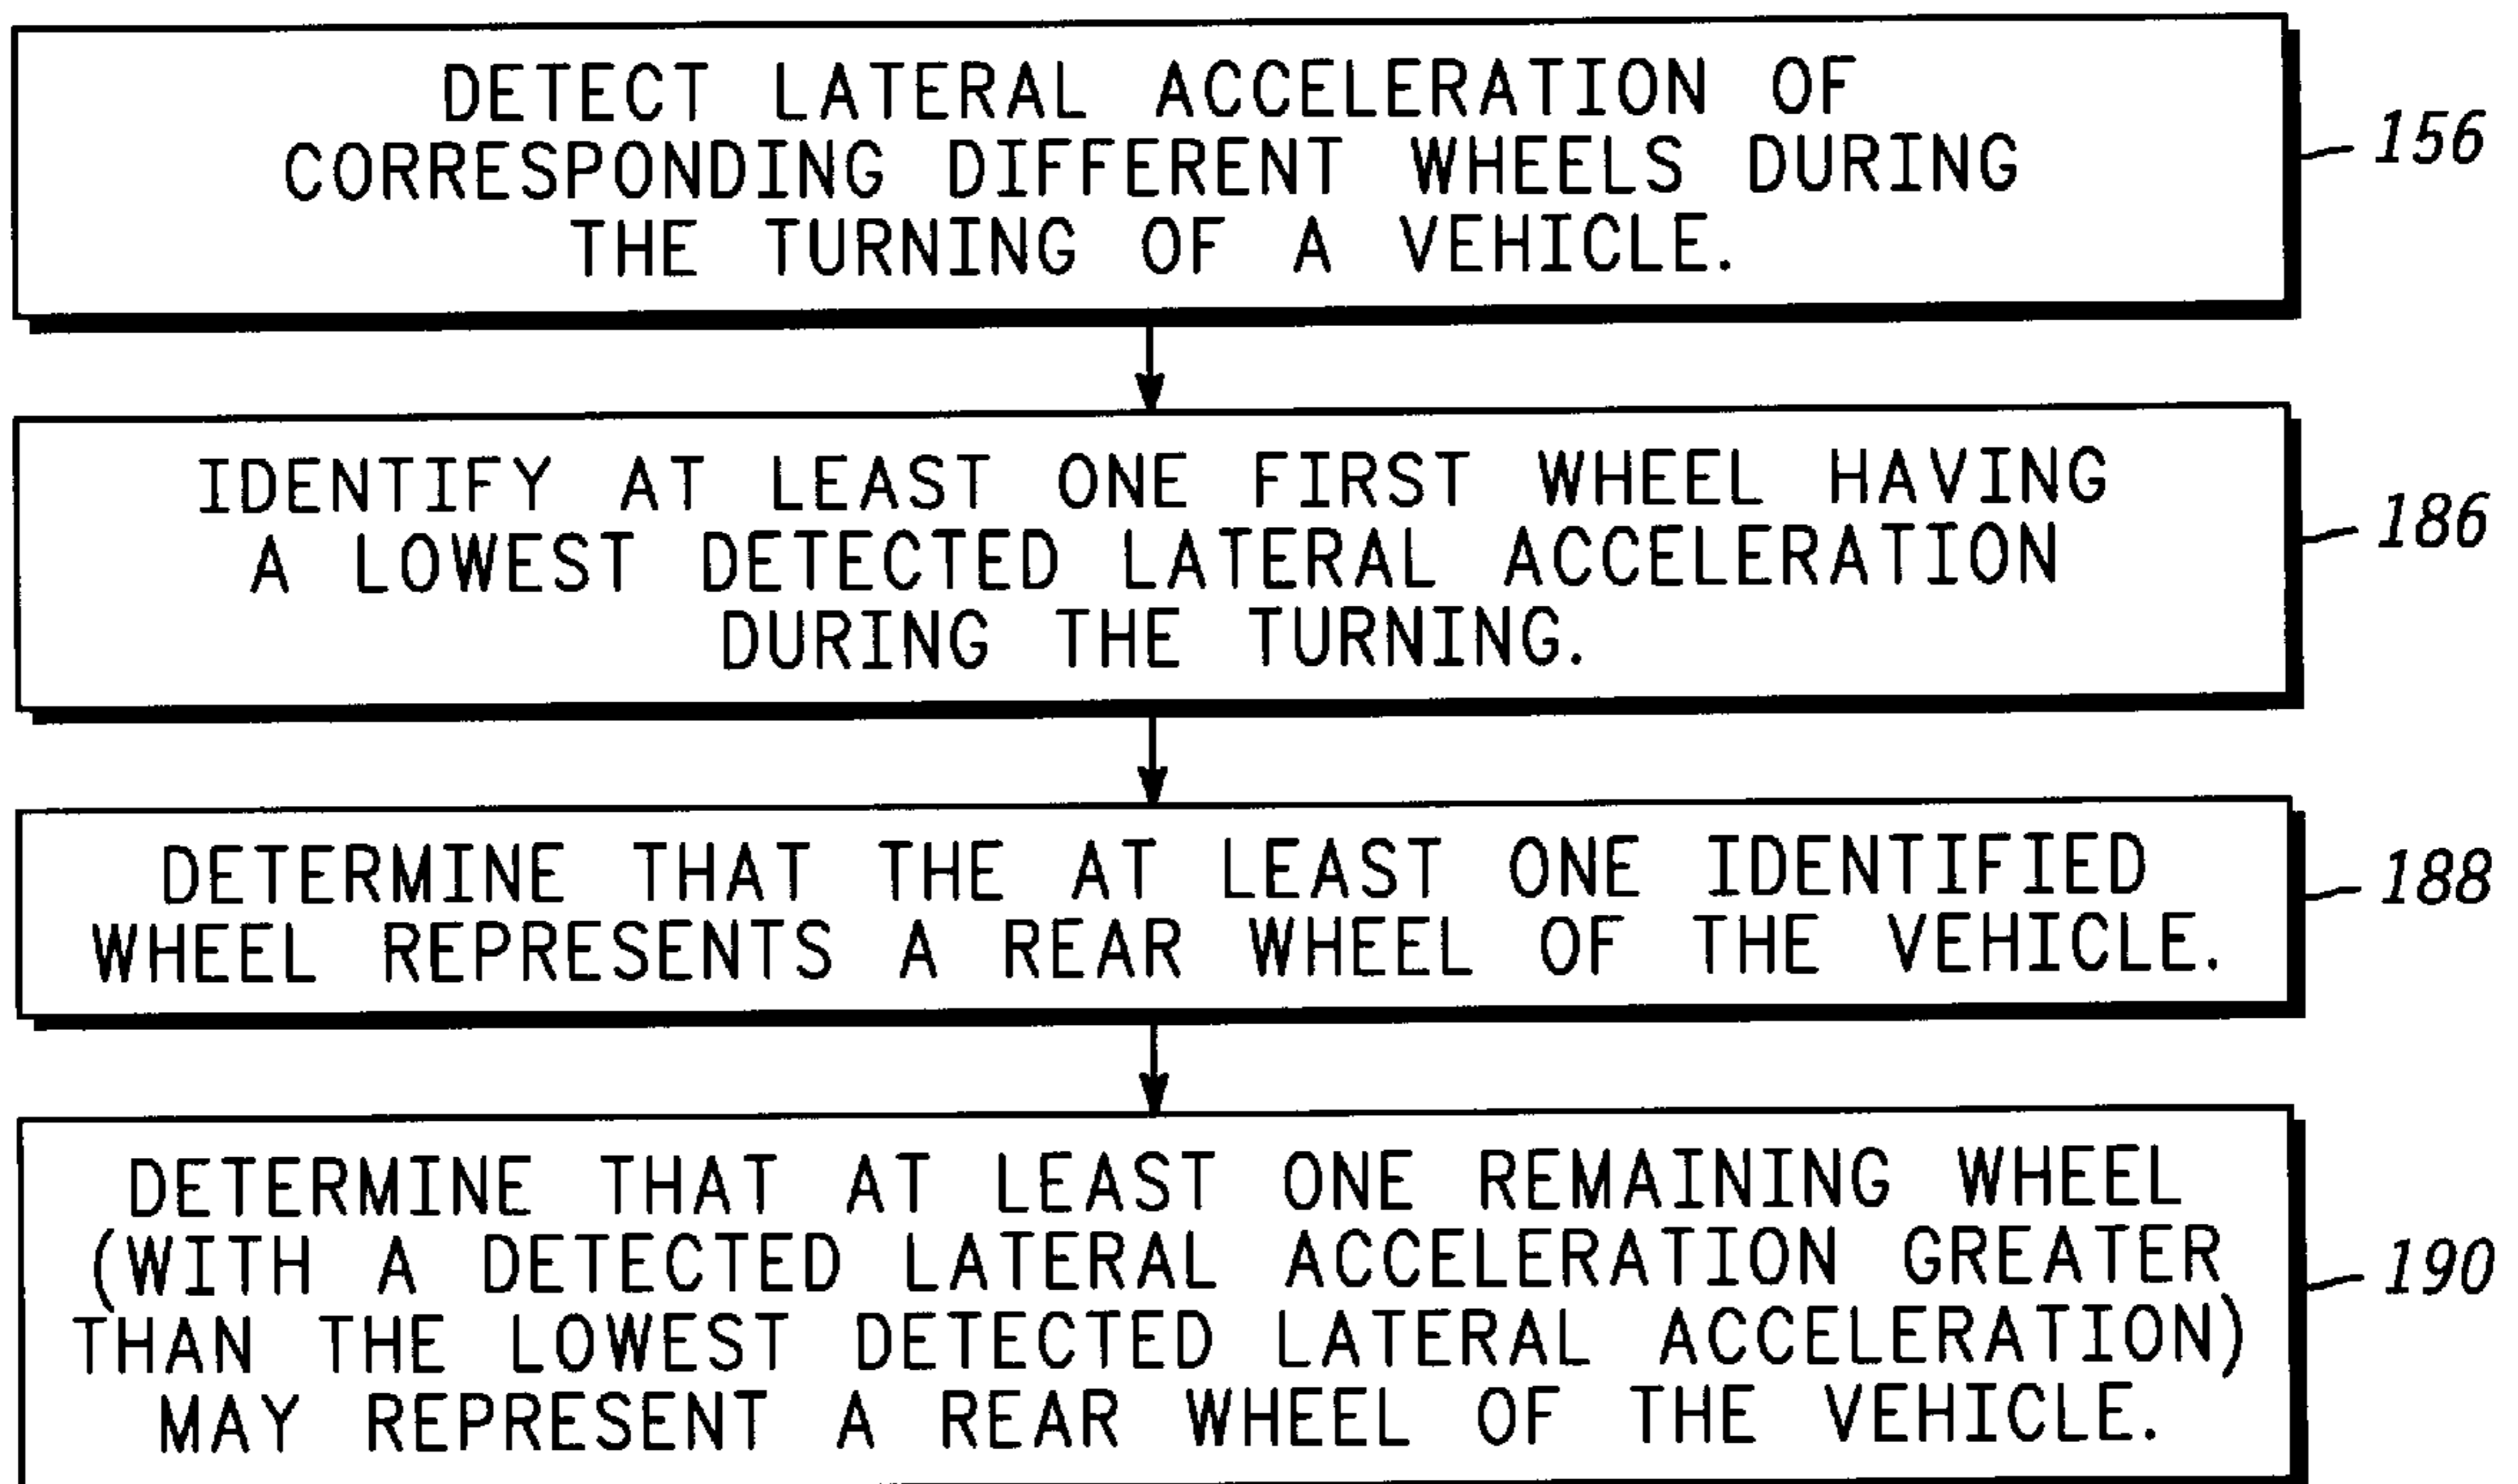 DETECT LATERAL ACCELERATION OF
CORRESPONDING DIFFERENT WHEELS DURING
THE TURNING OF A VEHICLE.
156
IDENTIFY AT LEAST ONE FIRST WHEEL HAVING
A LOWEST DETECTED LATERAL ACCELERATION
DURING THE TURNING.
186
DETERMINE THAT THE AT LEAST ONE IDENTIFIED
WHEEL REPRESENTS A REAR WHEEL OF THE VEHICLE.
188
DETERMINE THAT AT LEAST ONE REMAINING WHEEL
(WITH A DETECTED LATERAL ACCELERATION GREATER
THAN THE LOWEST DETECTED LATERAL ACCELERATION)
MAY REPRESENT A REAR WHEEL OF THE VEHICLE.
190